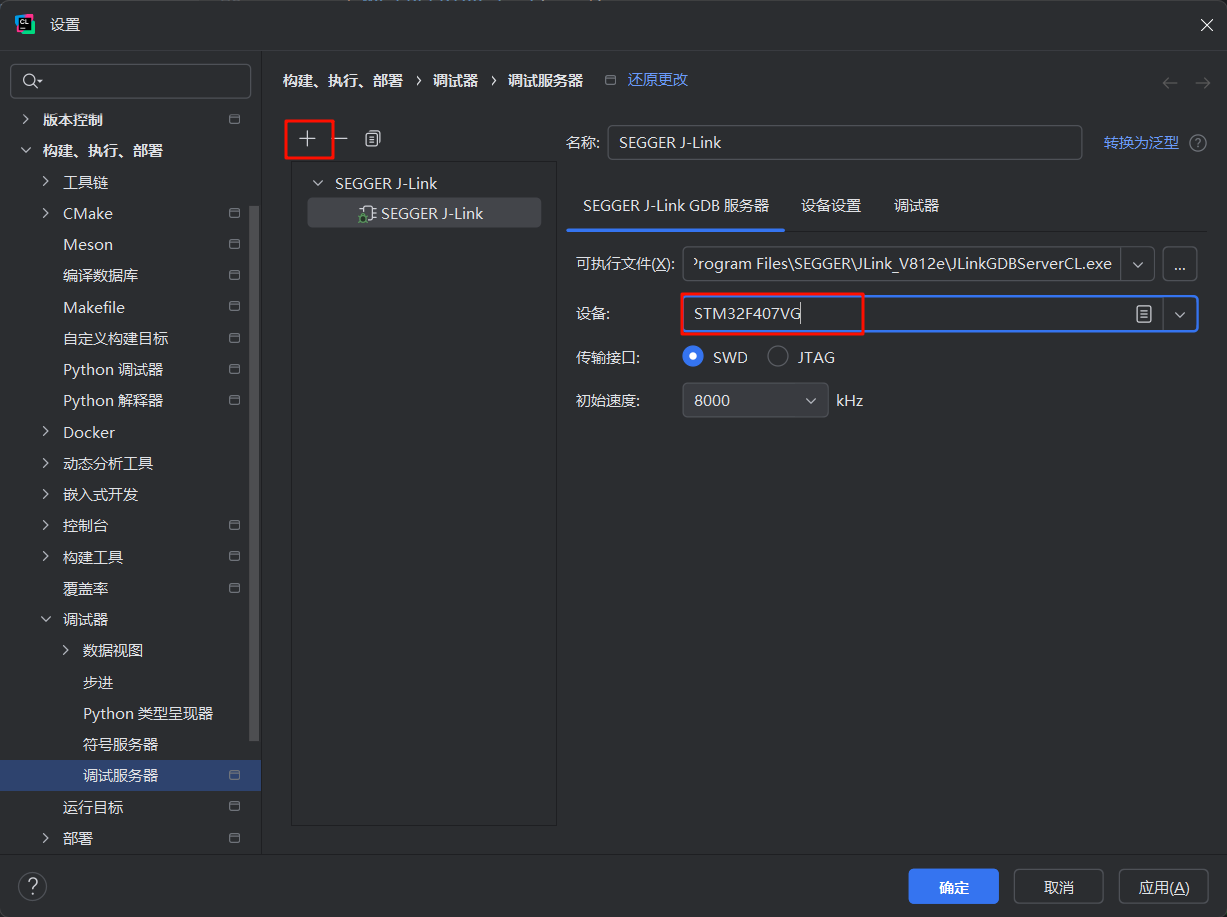 设置
构建、执行、部署 › 调试器 › 调试服务器 还原更改
版本控制
构建、执行、部署
工具链
CMake
Meson
编译数据库
Makefile
自定义构建目标
Python 调试器
Python 解释器
Docker
动态分析工具
嵌入式开发
控制台
构建工具
覆盖率
调试器
数据视图
步进
Python 类型呈现器
符号服务器
调试服务器
运行目标
部署
SEGGER J-Link
SEGGER J-Link
名称: SEGGER J-Link 转换为泛型 ?
SEGGER J-Link GDB 服务器 设备设置 调试器
可执行文件(X): Program Files\SEGGER\JLink_V812e\JLinkGDBServerCL.exe ...
设备: STM32F407VG
传输接口: SWD JTAG
初始速度: 8000 kHz
? 确定 取消 应用(A)